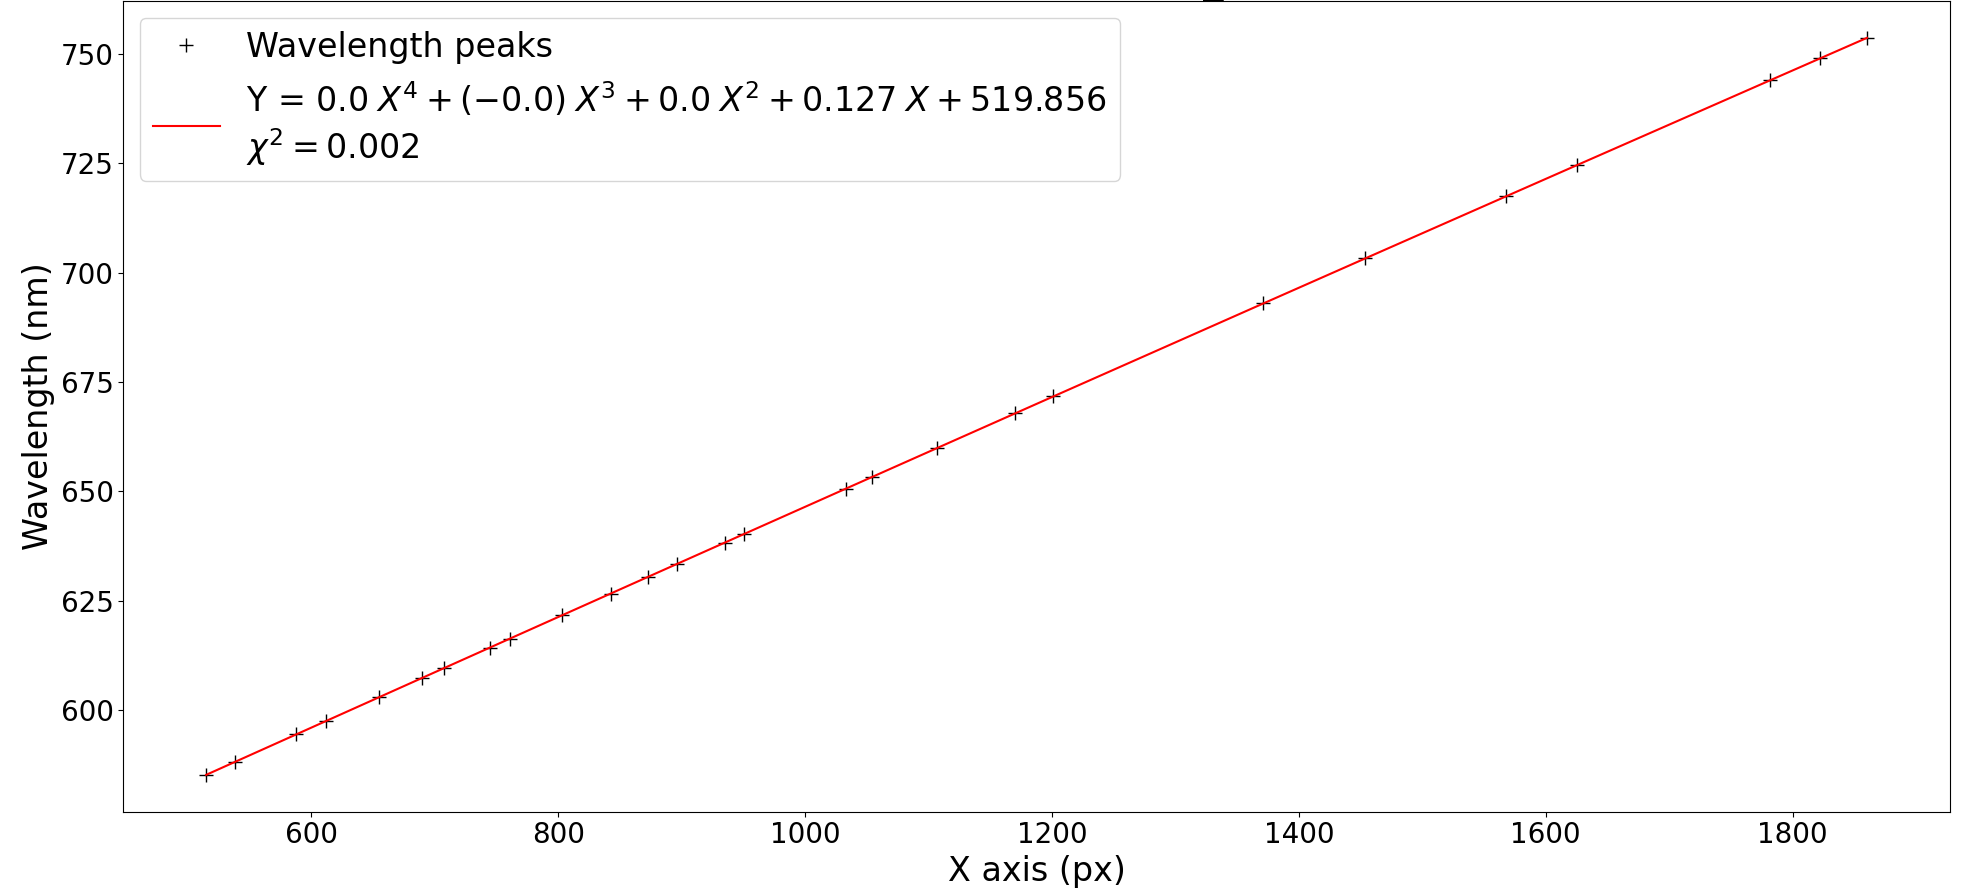 Wavelength peaks
Y = 0.0 X⁴ + (−0.0) X³ + 0.0 X² + 0.127 X + 519.856
χ² = 0.002
750
725
700
675
650
625
600
Wavelength (nm)
600 800 1000 1200 1400 1600 1800
X axis (px)